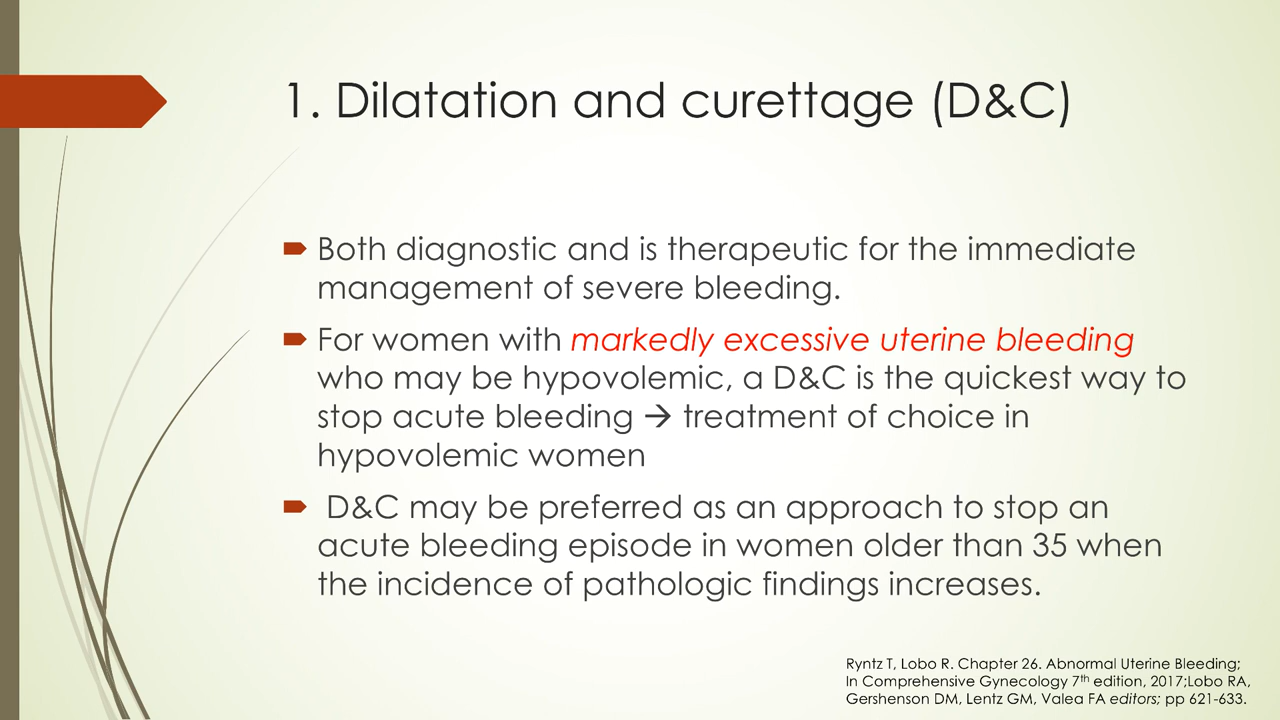 1. Dilatation and curettage (D&C)
Both diagnostic and is therapeutic for the immediate
management of severe bleeding.
For women with markedly excessive uterine bleeding
who may be hypovolemic, a D&C is the quickest way to
stop acute bleeding → treatment of choice in
hypovolemic women
D&C may be preferred as an approach to stop an
acute bleeding episode in women older than 35 when
the incidence of pathologic findings increases.
Ryntz T, Lobo R. Chapter 26. Abnormal Uterine Bleeding;
In Comprehensive Gynecology 7th edition, 2017;Lobo RA,
Gershenson DM, Lentz GM, Valea FA editors; pp 621-633.